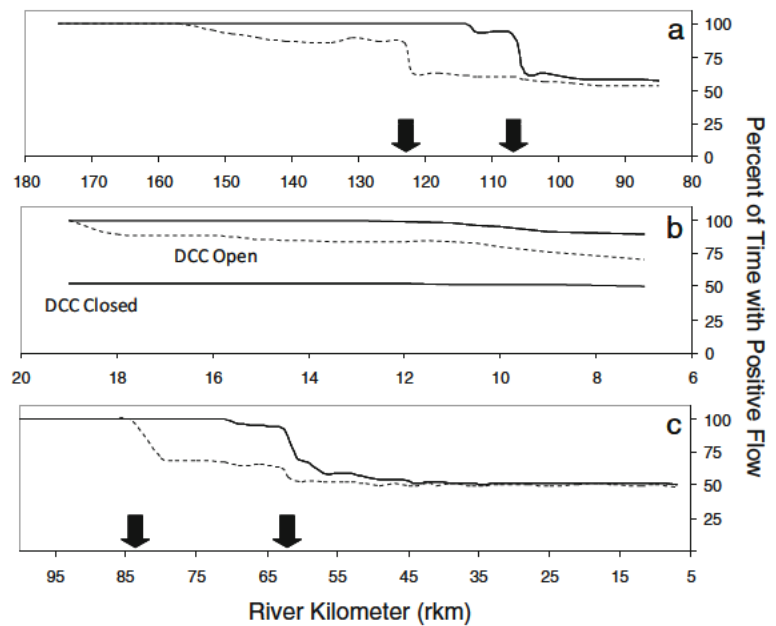 a
100
75
50
25
0
180 170 160 150 140 130 120 110 100 90 80
b
100
75
50
25
0
DCC Open
DCC Closed
20 18 16 14 12 10 8 6
c
100
75
50
25
95 85 75 65 55 45 35 25 15 5
River Kilometer (rkm)
Percent of Time with Positive Flow